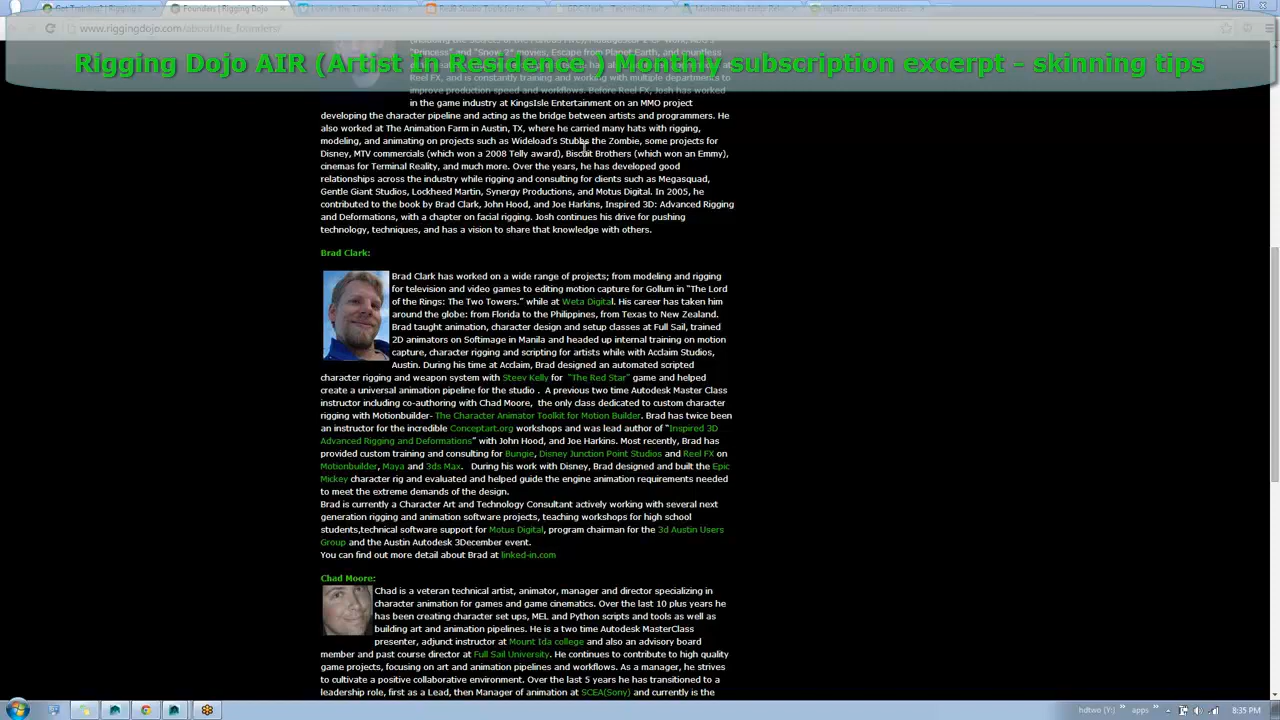 Get Training | Rigging D
Founders | Rigging Dojo
www.riggingdojo.com/about/the_founders/
Rigging Dojo AIR (Artist in Residence) Monthly subscription excerpt - skinning tips
"Princess" and "Snow 2" movies, Escape from Planet Earth, and countless
Reel FX, and is constantly training and working with multiple departments to
improve production speed and workflows. Before Reel FX, Josh has worked
in the game industry at KingsIsle Entertainment on an MMO project
developing the character pipeline and acting as the bridge between artists and programmers. He
also worked at The Animation Farm in Austin, TX, where he carried many hats with rigging,
modeling, and animating on projects such as Wideload's Stubbs the Zombie, some projects for
Disney, MTV commercials (which won a 2008 Telly award), Biscuit Brothers (which won an Emmy),
cinemas for Terminal Reality, and much more. Over the years, he has developed good
relationships across the industry while rigging and consulting for clients such as Megasquad,
Gentle Giant Studios, Lockheed Martin, Synergy Productions, and Motus Digital. In 2005, he
contributed to the book by Brad Clark, John Hood, and Joe Harkins, Inspired 3D: Advanced Rigging
and Deformations, with a chapter on facial rigging. Josh continues his drive for pushing
technology, techniques, and has a vision to share that knowledge with others.
Brad Clark:
Brad Clark has worked on a wide range of projects; from modeling and rigging
for television and video games to editing motion capture for Gollum in "The Lord
of the Rings: The Two Towers." while at Weta Digital. His career has taken him
around the globe: from Florida to the Philippines, from Texas to New Zealand.
Brad taught animation, character design and setup classes at Full Sail, trained
2D animators on Softimage in Manila and headed up internal training on motion
capture, character rigging and scripting for artists while with Acclaim Studios,
Austin. During his time at Acclaim, Brad designed an automated scripted
character rigging and weapon system with Steev Kelly for "The Red Star" game and helped
create a universal animation pipeline for the studio . A previous two time Autodesk Master Class
instructor including co-authoring with Chad Moore, the only class dedicated to custom character
rigging with Motionbuilder- The Character Animator Toolkit for Motion Builder. Brad has twice been
an instructor for the incredible Conceptart.org workshops and was lead author of "Inspired 3D
Advanced Rigging and Deformations" with John Hood, and Joe Harkins. Most recently, Brad has
provided custom training and consulting for Bungie, Disney Junction Point Studios and Reel FX on
Motionbuilder, Maya and 3ds Max. During his work with Disney, Brad designed and built the Epic
Mickey character rig and evaluated and helped guide the engine animation requirements needed
to meet the extreme demands of the design.
Brad is currently a Character Art and Technology Consultant actively working with several next
generation rigging and animation software projects, teaching workshops for high school
students,technical software support for Motus Digital, program chairman for the 3d Austin Users
Group and the Austin Autodesk 3December event.
You can find out more detail about Brad at linked-in.com
Chad Moore:
Chad is a veteran technical artist, animator, manager and director specializing in
character animation for games and game cinematics. Over the last 10 plus years he
has been creating character set ups, MEL and Python scripts and tools as well as
building art and animation pipelines. He is a two time Autodesk MasterClass
presenter, adjunct instructor at Mount Ida college and also an advisory board
member and past course director at Full Sail University. He continues to contribute to high quality
game projects, focusing on art and animation pipelines and workflows. As a manager, he strives
to cultivate a positive collaborative environment. Over the last 5 years he has transitioned to a
leadership role, first as a Lead, then Manager of animation at SCEA(Sony) and currently is the
hdtwo (Y:) » apps » 8:35 PM